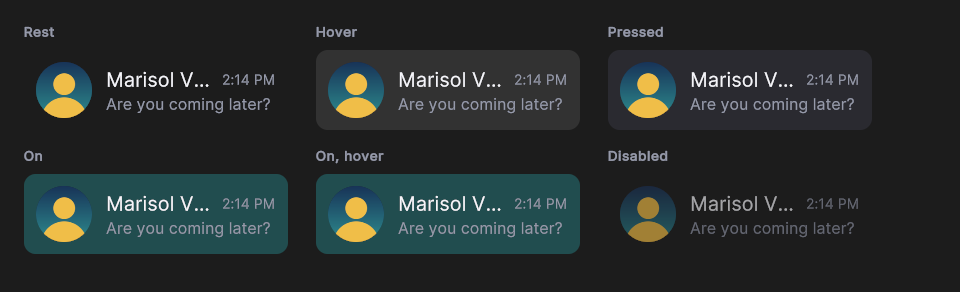 Rest
Hover
Pressed
Marisol V... 2:14 PM
Are you coming later?
Marisol V... 2:14 PM
Are you coming later?
Marisol V... 2:14 PM
Are you coming later?
On
On, hover
Disabled
Marisol V... 2:14 PM
Are you coming later?
Marisol V... 2:14 PM
Are you coming later?
Marisol V... 2:14 PM
Are you coming later?